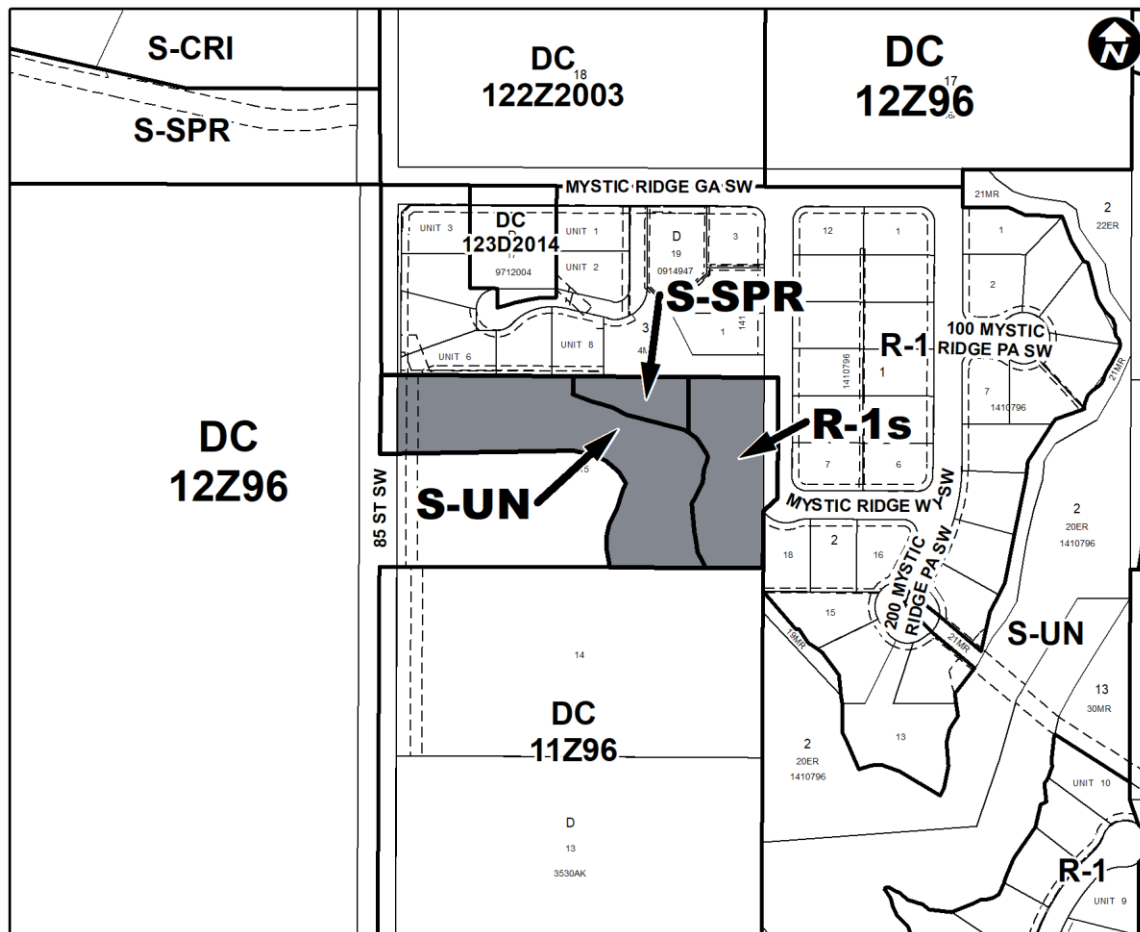 S-CRI
DC
18
122Z2003
DC
17
12Z96
N
S-SPR
MYSTIC RIDGE GA SW
21MR
2
22ER
UNIT 3
DC
123D2014
17
9712004
UNIT 1
UNIT 2
D
19
0914947
3
12
1
1
S-SPR
2
3
1
141
UNIT 6
UNIT 8
R-1
1
1410796
100 MYSTIC
RIDGE PA SW
21MR
7
1410796
DC
12Z96
R-1s
S-UN
15
7
6
85 ST SW
MYSTIC RIDGE WY SW
2
20ER
1410796
18
2
16
200 MYSTIC
RIDGE PA SW
15
19MR
21MR
S-UN
14
13
30MR
DC
11Z96
2
20ER
1410796
13
UNIT 10
D
13
3530AK
R-1
UNIT 9